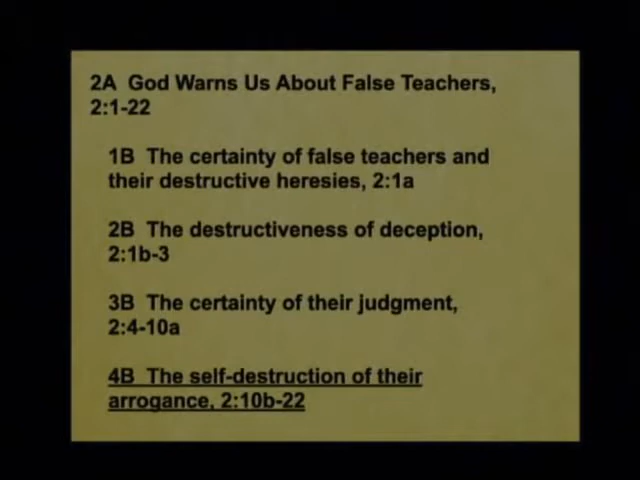 2A God Warns Us About False Teachers,
2:1-22
1B The certainty of false teachers and
their destructive heresies, 2:1a
2B The destructiveness of deception,
2:1b-3
3B The certainty of their judgment,
2:4-10a
4B The self-destruction of their
arrogance, 2:10b-22